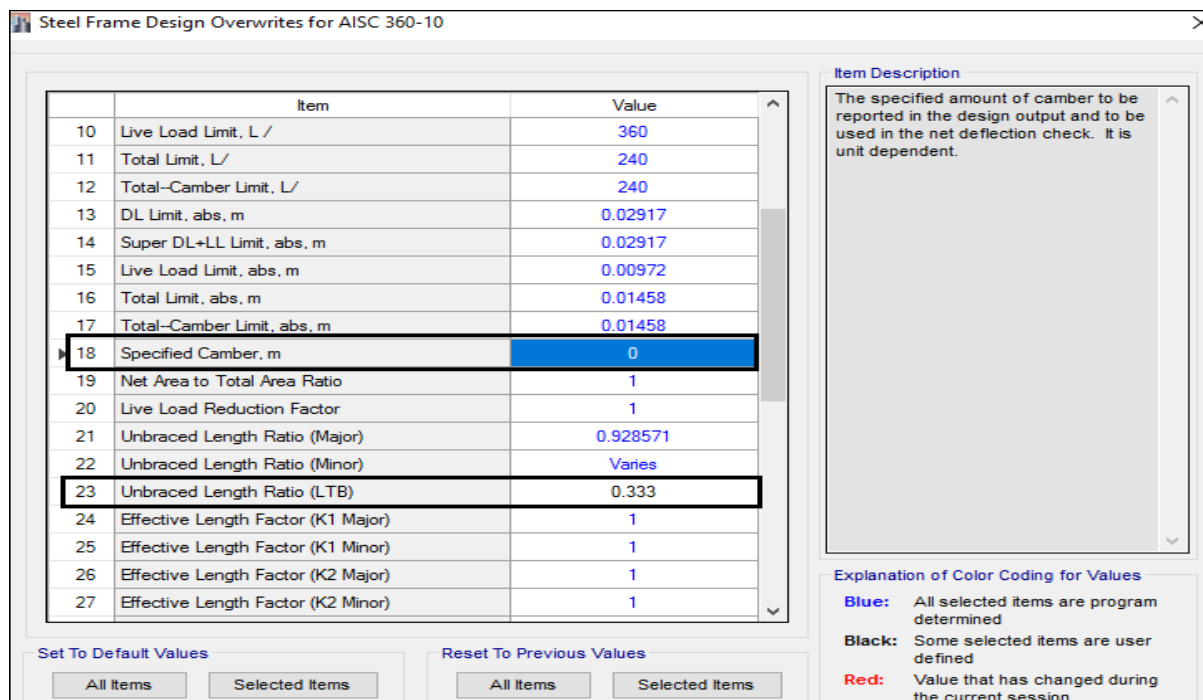 Steel Frame Design Overwrites for AISC 360-10
Item Value
10 Live Load Limit, L / 360
11 Total Limit, L/ 240
12 Total--Camber Limit, L/ 240
13 DL Limit, abs, m 0.02917
14 Super DL+LL Limit, abs, m 0.02917
15 Live Load Limit, abs, m 0.00972
16 Total Limit, abs, m 0.01458
17 Total--Camber Limit, abs, m 0.01458
18 Specified Camber, m 0
19 Net Area to Total Area Ratio 1
20 Live Load Reduction Factor 1
21 Unbraced Length Ratio (Major) 0.928571
22 Unbraced Length Ratio (Minor) Varies
23 Unbraced Length Ratio (LTB) 0.333
24 Effective Length Factor (K1 Major) 1
25 Effective Length Factor (K1 Minor) 1
26 Effective Length Factor (K2 Major) 1
27 Effective Length Factor (K2 Minor) 1
Set To Default Values
All Items Selected Items
Reset To Previous Values
All Items Selected Items
Item Description
The specified amount of camber to be
reported in the design output and to be
used in the net deflection check. It is
unit dependent.
Explanation of Color Coding for Values
Blue: All selected items are program
determined
Black: Some selected items are user
defined
Red: Value that has changed during
the current session